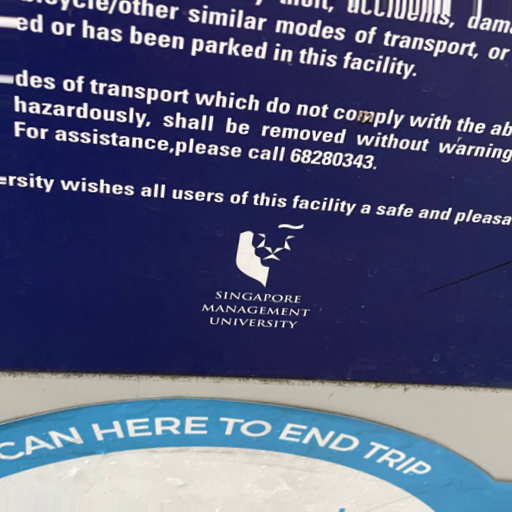 /other similar modes of transport, or
ed or has been parked in this facility.
des of transport which do not comply with the ab
hazardously, shall be removed without warning
For assistance,please call 68280343.
ersity wishes all users of this facility a safe and pleasa
SINGAPORE
MANAGEMENT
UNIVERSITY
CAN HERE TO END TRIP